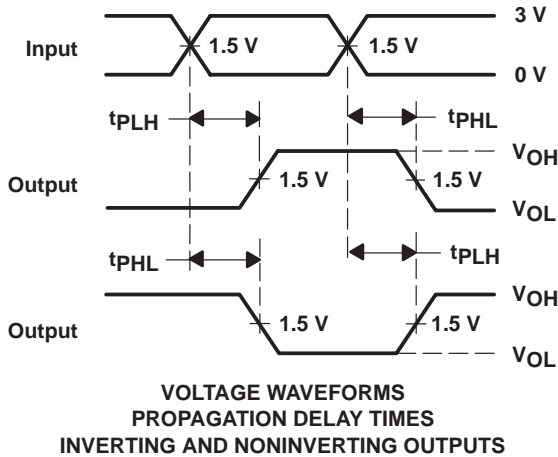 3 V
Input 1.5 V 1.5 V
0 V
tPLH tPHL
VOH
Output 1.5 V 1.5 V
VOL
tPHL tPLH
VOH
Output 1.5 V 1.5 V
VOL
VOLTAGE WAVEFORMS
PROPAGATION DELAY TIMES
INVERTING AND NONINVERTING OUTPUTS